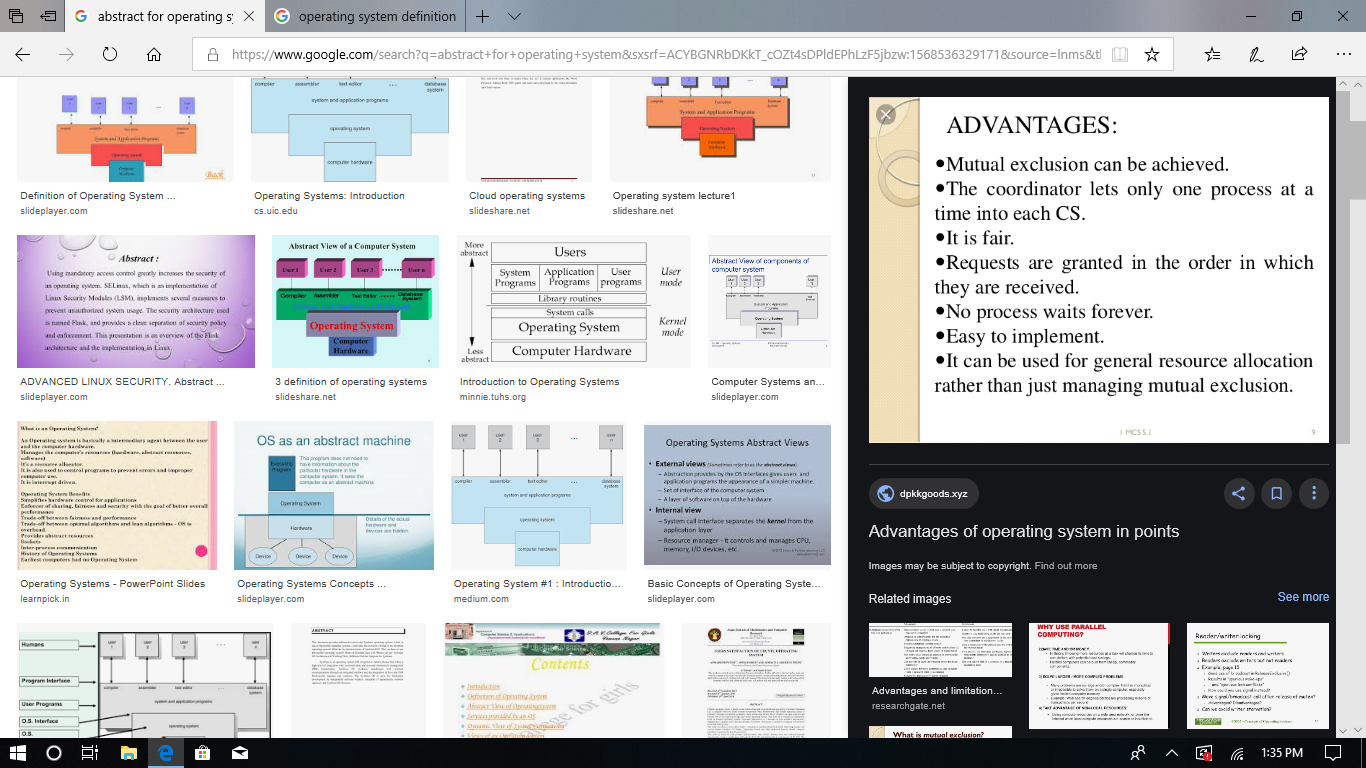 abstract for operating sy
operating system definition
https://www.google.com/search?q=abstract+for+operating+system&sxsrf=ACYBGNRbDKkT_cOZt4sDPldEPhLzF5jbzw:1568536329171&source=lnms&tl
compiler assembler text editor ... database system
system and application programs
operating system
computer hardware
System and Application Programs
Operating System
Computer Hardware
Back
Definition of Operating System ...
slideplayer.com
Operating Systems: Introduction
cs.uic.edu
Cloud operating systems
slideshare.net
Operating system lecture1
slideshare.net
Abstract :
Using mandatory access control greatly increases the security of
an operating system. SELinux, which is an implementation of
Linux Security Modules (LSM), implements several measures to
prevent unauthorized system usage. The security architecture used
is named Flask, and provides a clean separation of security policy
and enforcement. This presentation is an overview of the Flask
architecture and the implementation in Linux.
Abstract View of a Computer System
User 1 User 2 User 3 User n
Compiler Assembler Text Editor Database System
Operating System
Computer Hardware
More abstract
Users
System Programs Application Programs User programs
User mode
Library routines
System calls
Operating System
Kernel mode
Less abstract
Computer Hardware
Abstract View of components of
computer system
ADVANCED LINUX SECURITY. Abstract ...
slideplayer.com
3 definition of operating systems
slideshare.net
Introduction to Operating Systems
minnie.tuhs.org
Computer Systems an...
slideplayer.com
What is an Operating System?
An Operating system is basically a intermediary agent between the user
and the computer hardware.
Manages the computer's resources (hardware, abstract resources,
software)
It's a resource allocator.
It is also used to control programs to prevent errors and improper
computer use.
It is interrupt driven.
Operating System Benefits
Simplifies hardware control for applications
Enforcer of sharing, fairness and security with the goal of better overall
performance
Trade-off between fairness and performance
Trade-off between optimal algorithms and lean algorithms - OS is
overhead.
Provides abstract resources
Sockets
Inter-process communication
History of Operating Systems
Earliest computers had no Operating System
OS as an abstract machine
Executing Program
This program does not need to
have information about the
particular hardware in the
computer system. It sees the
computer as an abstract machine.
Operating System
Hardware
Device Device Device
Details of the actual
hardware and
devices are hidden.
user 1 user 2 user 3 ... user n
compiler assembler text editor ... database system
system and application programs
operating system
computer hardware
Operating Systems Abstract Views
• External views (Sometimes refer to as the abstract views)
– Abstraction provides by the OS interfaces gives users and
application programs the appearance of a simpler machine.
– Set of interface of the computer system
– A layer of software on top of the hardware
• Internal view
– System call interface separates the kernel from the
application layer
– Resource manager - It controls and manages CPU,
memory, I/O devices, etc.
Operating Systems - PowerPoint Slides
learnpick.in
Operating Systems Concepts ...
slideplayer.com
Operating System #1 : Introductio...
medium.com
Basic Concepts of Operating Syste...
slideplayer.com
Humans
Program Interface
User Programs
O.S. Interface
O.S.
compiler assembler text editor database system
system and application programs
operating system
ABSTRACT
Computer Science & Applications
D.A.V. College For Girls
Contents
Introduction
Definition of Operating System
Abstract View of Operating System
Services provided by an OS
ADVANTAGES:
•Mutual exclusion can be achieved.
•The coordinator lets only one process at a
time into each CS.
•It is fair.
•Requests are granted in the order in which
they are received.
•No process waits forever.
•Easy to implement.
•It can be used for general resource allocation
rather than just managing mutual exclusion.
9
dpkkgoods.xyz
Advantages of operating system in points
Images may be subject to copyright. Find out more
Related images
See more
Advantages and limitation...
researchgate.net
WHY USE PARALLEL
COMPUTING?
Reader/writer locking
What is mutual exclusion?
1:35 PM